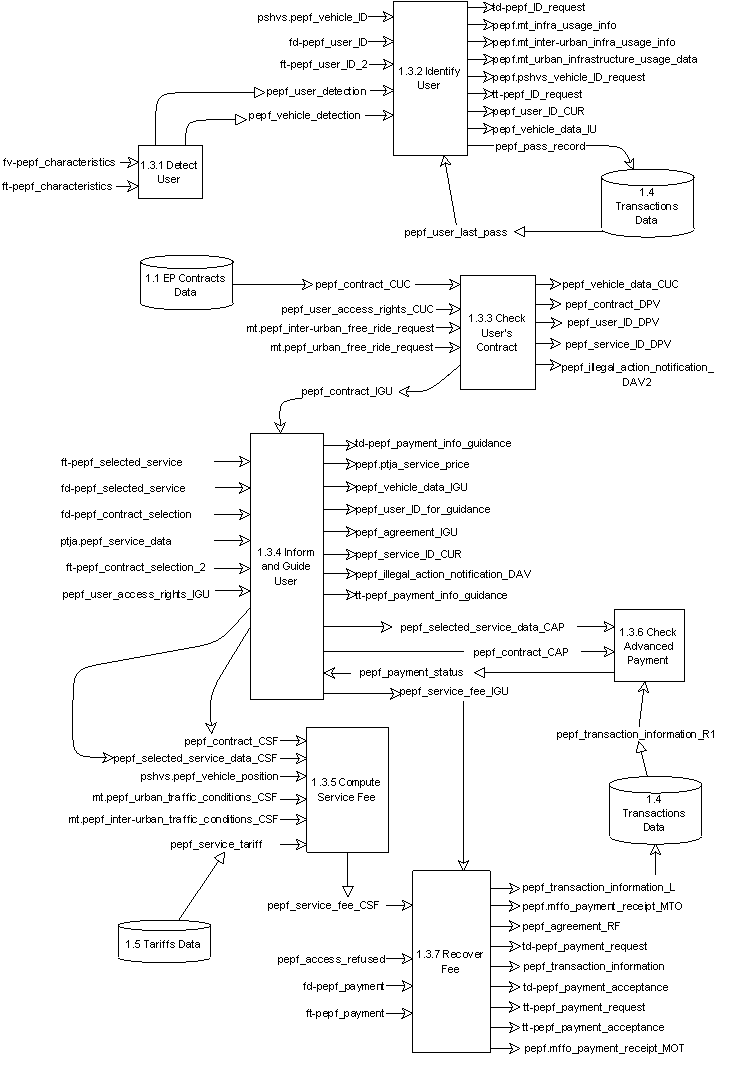 pshvs.pepf_vehicle_ID
fd-pepf_user_ID
ft-pepf_user_ID_2
pepf_user_detection
pepf_vehicle_detection
1.3.2 Identify
User
td-pepf_ID_request
pepf.mt_infra_usage_info
pepf.mt_inter-urban_infra_usage_info
pepf.mt_urban_infrastructure_usage_data
pepf.pshvs_vehicle_ID_request
tt-pepf_ID_request
pepf_user_ID_CUR
pepf_vehicle_data_IU
pepf_pass_record
fv-pepf_characteristics
ft-pepf_characteristics
1.3.1 Detect
User
1.4
Transactions
Data
pepf_user_last_pass
1.1 EP Contracts
Data
pepf_contract_CUC
pepf_user_access_rights_CUC
mt.pepf_inter-urban_free_ride_request
mt.pepf_urban_free_ride_request
1.3.3 Check
User's
Contract
pepf_vehicle_data_CUC
pepf_contract_DPV
pepf_user_ID_DPV
pepf_service_ID_DPV
pepf_illegal_action_notification_
DAV2
pepf_contract_IGU
ft-pepf_selected_service
fd-pepf_selected_service
fd-pepf_contract_selection
ptja.pepf_service_data
ft-pepf_contract_selection_2
pepf_user_access_rights_IGU
1.3.4 Inform
and Guide
User
td-pepf_payment_info_guidance
pepf.ptja_service_price
pepf_vehicle_data_IGU
pepf_user_ID_for_guidance
pepf_agreement_IGU
pepf_service_ID_CUR
pepf_illegal_action_notification_DAV
tt-pepf_payment_info_guidance
pepf_selected_service_data_CAP
pepf_contract_CAP
pepf_payment_status
pepf_service_fee_IGU
1.3.6 Check
Advanced
Payment
pepf_transaction_information_R1
pepf_contract_CSF
pepf_selected_service_data_CSF
pshvs.pepf_vehicle_position
mt.pepf_urban_traffic_conditions_CSF
mt.pepf_inter-urban_traffic_conditions_CSF
pepf_service_tariff
1.3.5 Compute
Service Fee
1.4
Transactions
Data
1.5 Tariffs Data
pepf_service_fee_CSF
pepf_access_refused
fd-pepf_payment
ft-pepf_payment
1.3.7 Recover
Fee
pepf_transaction_information_L
pepf.mffo_payment_receipt_MTO
pepf_agreement_RF
td-pepf_payment_request
pepf_transaction_information
td-pepf_payment_acceptance
tt-pepf_payment_request
tt-pepf_payment_acceptance
pepf.mffo_payment_receipt_MOT